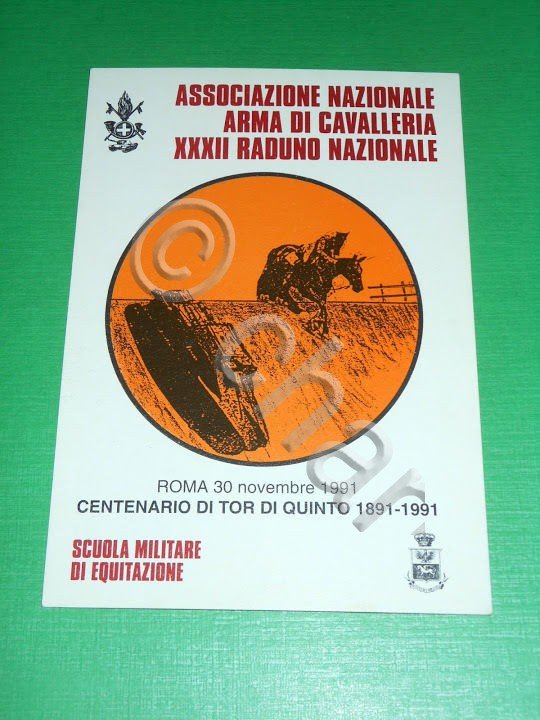 ASSOCIAZIONE NAZIONALE
ARMA DI CAVALLERIA
XXXII RADUNO NAZIONALE
© Char
ROMA 30 novembre 1991
CENTENARIO DI TOR DI QUINTO 1891-1991
SCUOLA MILITARE
DI EQUITAZIONE